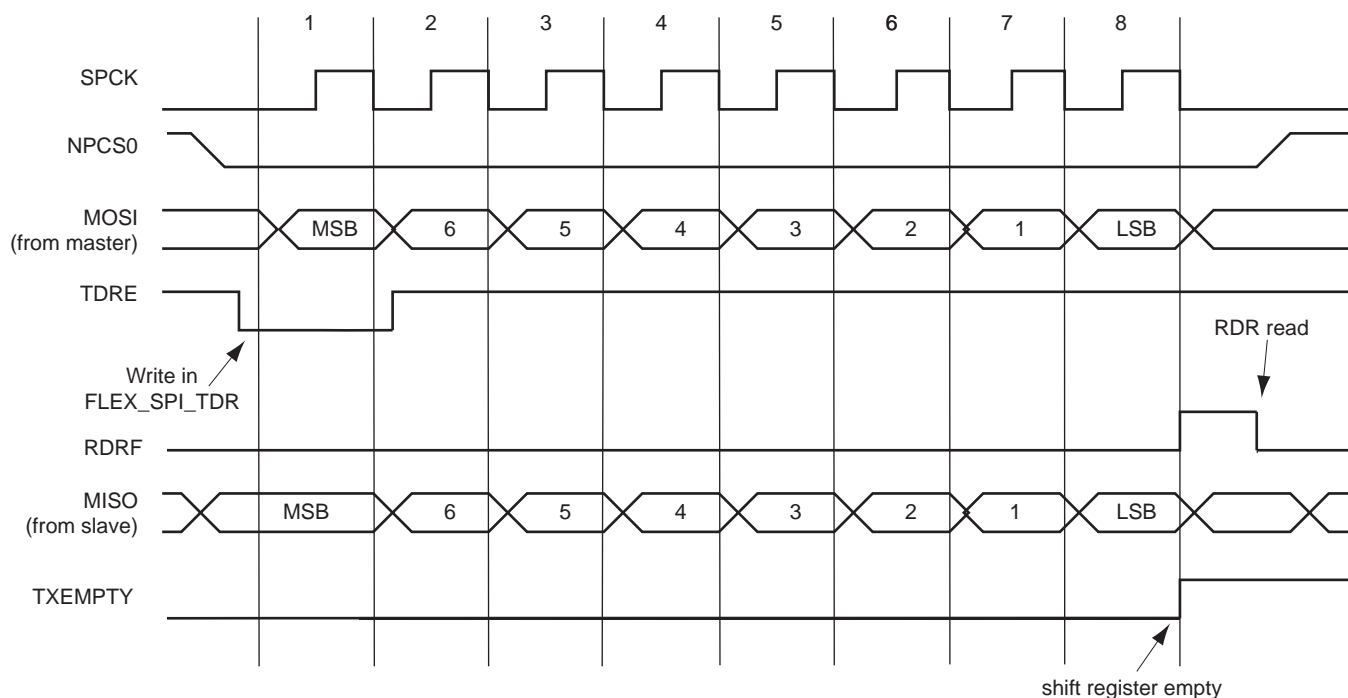 1 2 3 4 5 6 7 8
SPCK
NPCS0
MOSI
(from master)
MSB 6 5 4 3 2 1 LSB
TDRE
RDR read
Write in
FLEX_SPI_TDR
RDRF
MISO
(from slave)
MSB 6 5 4 3 2 1 LSB
TXEMPTY
shift register empty